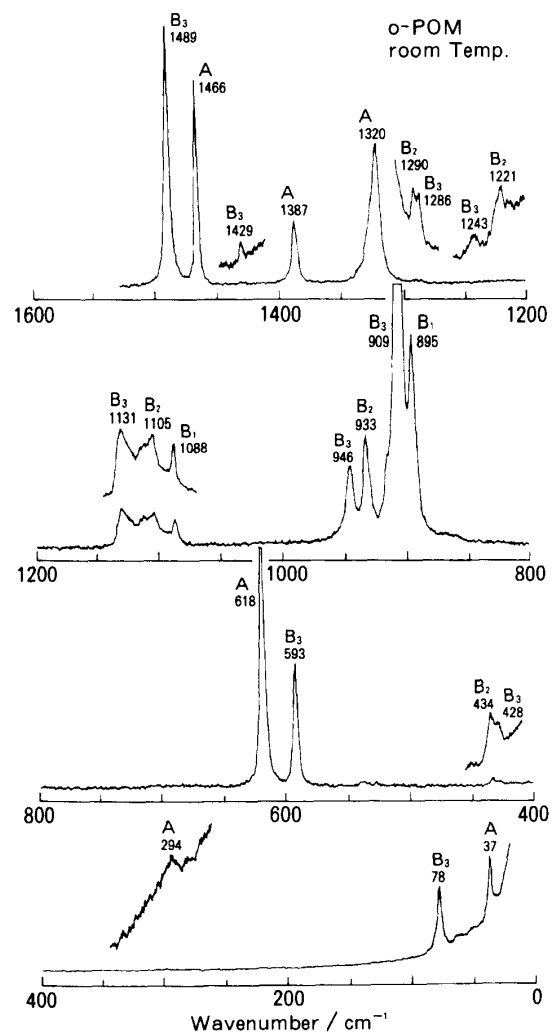 o-POM
room Temp.
B₃
1489
A
1466
B₃
1429
A
1387
A
1320
B₂
1290
B₃
1286
B₃
1243
B₂
1221
1600 1400 1200
B₃
1131
B₂
1105
B₁
1088
B₃
946
B₂
933
B₃
909
B₁
895
1200 1000 800
A
618
B₃
593
B₂
434
B₃
428
800 600 400
A
294
B₃
78
A
37
400 200 0
Wavenumber / cm⁻¹